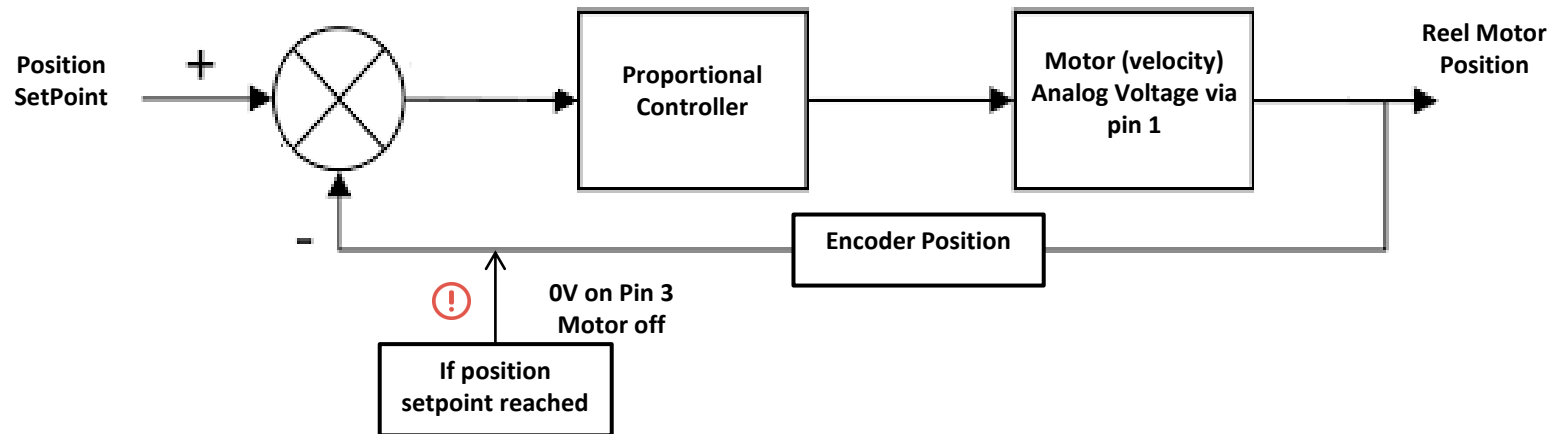 Position
SetPoint
+
Proportional
Controller
Motor (velocity)
Analog Voltage via
pin 1
Reel Motor
Position
-
Encoder Position
!
0V on Pin 3
Motor off
If position
setpoint reached